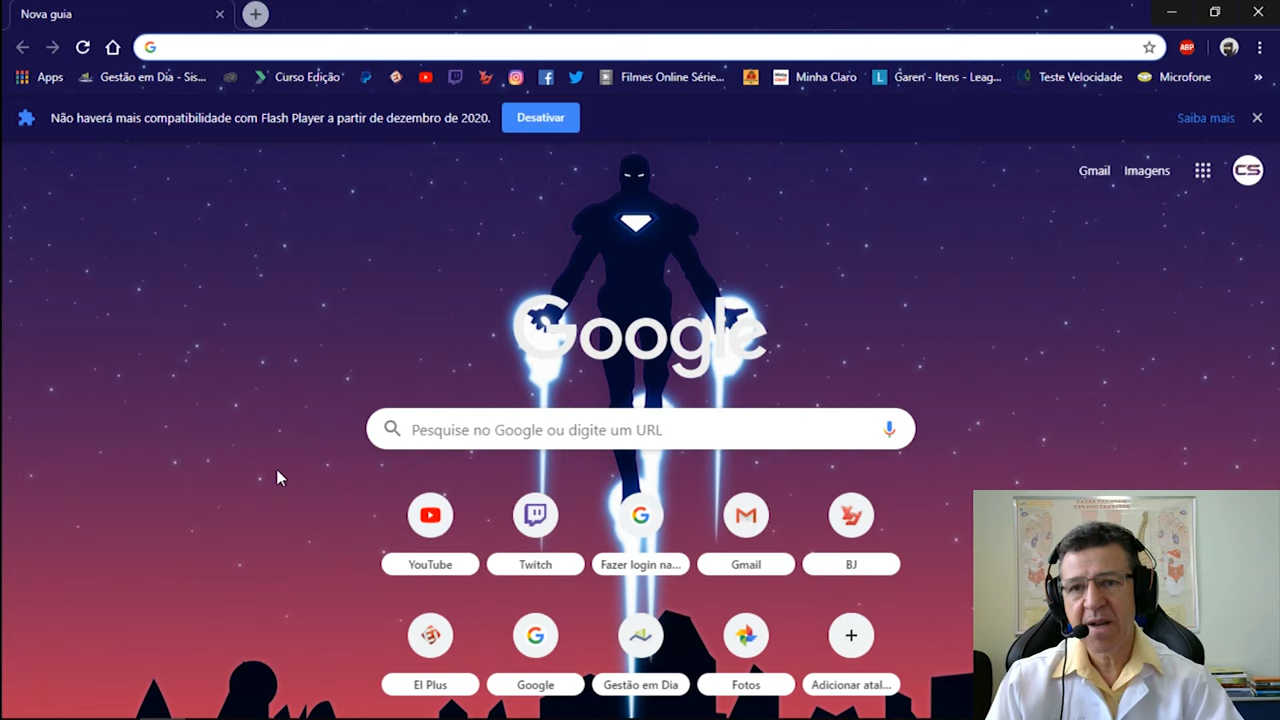 Nova guia
Apps
Gestão em Dia - Sis...
Curso Edição
Filmes Online Série...
Minha Claro
L
Garen - Itens - Leag...
Teste Velocidade
Microfone
»
ABP
Não haverá mais compatibilidade com Flash Player a partir de dezembro de 2020.
Desativar
Saiba mais
Gmail
Imagens
CS
Google
Pesquise no Google ou digite um URL
YouTube
Twitch
Fazer login na...
Gmail
BJ
El Plus
Google
Gestão em Dia
Fotos
Adicionar atal...